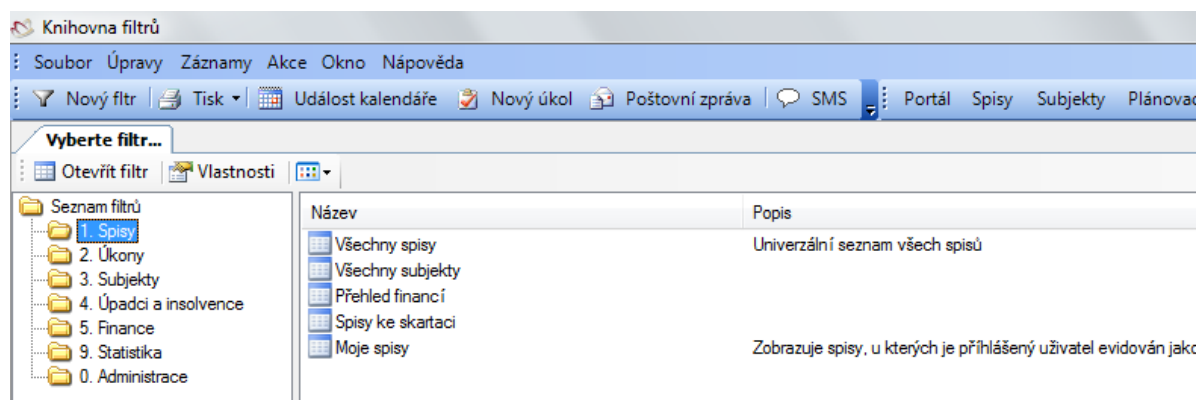 Knihovna filtrů
Soubor Úpravy Záznamy Akce Okno Nápověda
Nový fltr Tisk Událost kalendáře Nový úkol Poštovní zpráva SMS Portál Spisy Subjekty Plánovac
Vyberte filtr...
Otevřít filtr Vlastnosti
Seznam filtrů
1. Spisy
2. Úkony
3. Subjekty
4. Úpadci a insolvence
5. Finance
9. Statistika
0. Administrace
Název Popis
Všechny spisy Univerzální seznam všech spisů
Všechny subjekty
Přehled financí
Spisy ke skartaci
Moje spisy Zobrazuje spisy, u kterých je příhlášený uživatel evidován jako